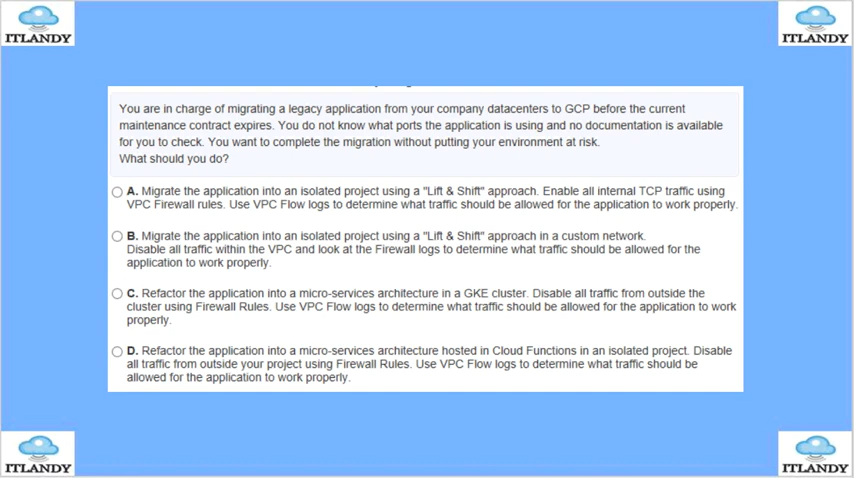 ITLANDY
ITLANDY
You are in charge of migrating a legacy application from your company datacenters to GCP before the current
maintenance contract expires. You do not know what ports the application is using and no documentation is available
for you to check. You want to complete the migration without putting your environment at risk.
What should you do?
A. Migrate the application into an isolated project using a "Lift & Shift" approach. Enable all internal TCP traffic using
VPC Firewall rules. Use VPC Flow logs to determine what traffic should be allowed for the application to work properly.
B. Migrate the application into an isolated project using a "Lift & Shift" approach in a custom network.
Disable all traffic within the VPC and look at the Firewall logs to determine what traffic should be allowed for the
application to work properly.
C. Refactor the application into a micro-services architecture in a GKE cluster. Disable all traffic from outside the
cluster using Firewall Rules. Use VPC Flow logs to determine what traffic should be allowed for the application to work
properly.
D. Refactor the application into a micro-services architecture hosted in Cloud Functions in an isolated project. Disable
all traffic from outside your project using Firewall Rules. Use VPC Flow logs to determine what traffic should be
allowed for the application to work properly.
ITLANDY
ITLANDY